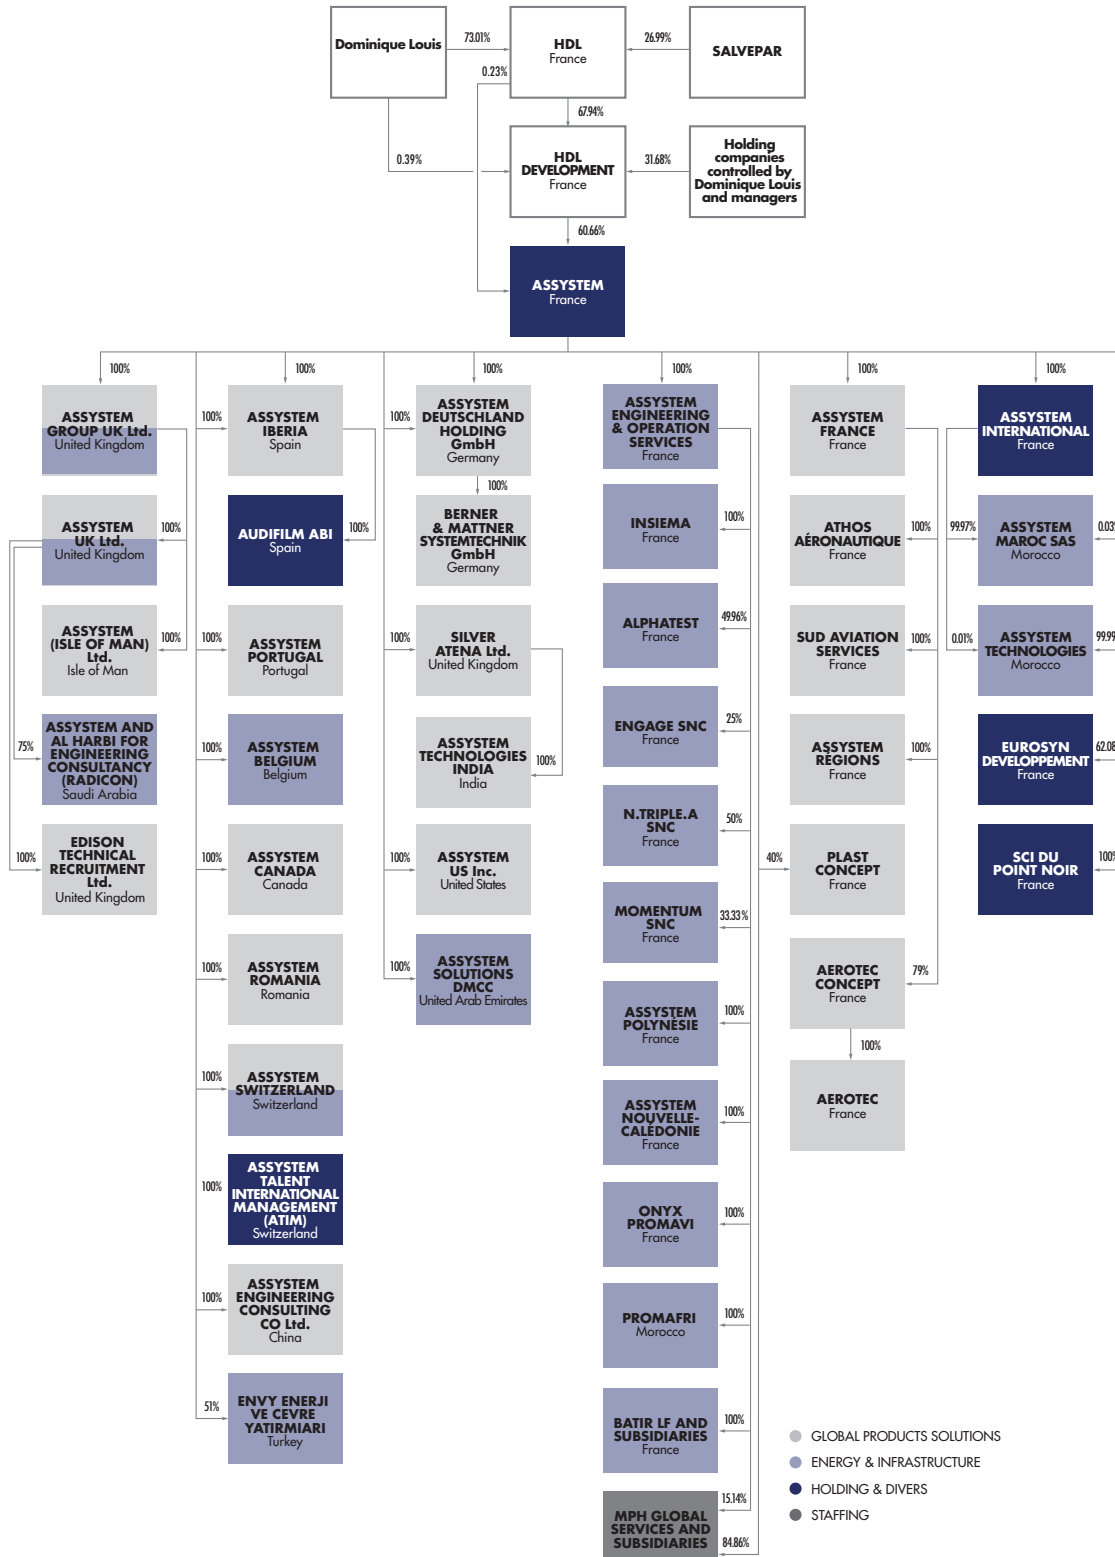 Dominique Louis
73.01%
HDL
France
26.99%
SALVEPAR
0.23%
67.94%
0.39%
HDL
DEVELOPMENT
France
31.68%
Holding
companies
controlled by
Dominique Louis
and managers
60.66%
ASSYSTEM
France
100%
100%
100%
100%
100%
100%
ASSYSTEM
GROUP UK Ltd.
United Kingdom
100%
ASSYSTEM
UK Ltd.
United Kingdom
100%
ASSYSTEM
(ISLE OF MAN)
Ltd.
Isle of Man
75%
ASSYSTEM AND
AL HARBI FOR
ENGINEERING
CONSULTANCY
(RADICON)
Saudi Arabia
100%
EDISON
TECHNICAL
RECRUITMENT
Ltd.
United Kingdom
100%
ASSYSTEM
IBERIA
Spain
AUDIFILM ABI
Spain
100%
100%
ASSYSTEM
PORTUGAL
Portugal
100%
ASSYSTEM
BELGIUM
Belgium
100%
ASSYSTEM
CANADA
Canada
100%
ASSYSTEM
ROMANIA
Romania
100%
ASSYSTEM
SWITZERLAND
Switzerland
100%
ASSYSTEM
TALENT
INTERNATIONAL
MANAGEMENT
(ATIM)
Switzerland
100%
ASSYSTEM
ENGINEERING
CONSULTING
CO Ltd.
China
51%
ENVY ENERJI
VE CEVRE
YATIRMIARI
Turkey
100%
ASSYSTEM
DEUTSCHLAND
HOLDING
GmbH
Germany
100%
BERNER
& MATTNER
SYSTEMTECHNIK
GmbH
Germany
100%
SILVER
ATENA Ltd.
United Kingdom
ASSYSTEM
TECHNOLOGIES
INDIA
India
100%
100%
ASSYSTEM
US Inc.
United States
100%
ASSYSTEM
SOLUTIONS
DMCC
United Arab Emirates
ASSYSTEM
ENGINEERING
& OPERATION
SERVICES
France
INSIEMA
France
100%
ALPHATEST
France
49.96%
ENGAGE SNC
France
25%
N.TRIPLE.A
SNC
France
50%
MOMENTUM
SNC
France
33.33%
ASSYSTEM
POLYNÉSIE
France
100%
ASSYSTEM
NOUVELLE-
CALÉDONIE
France
100%
ONYX
PROMAVI
France
100%
PROMAFRI
Morocco
100%
BATIR LF AND
SUBSIDIARIES
France
100%
MPH GLOBAL
SERVICES AND
SUBSIDIARIES
15.14%
84.86%
ASSYSTEM
FRANCE
France
ATHOS
AÉRONAUTIQUE
France
100%
SUD AVIATION
SERVICES
France
100%
ASSYSTEM
RÉGIONS
France
100%
40%
PLAST
CONCEPT
France
AEROTEC
CONCEPT
France
79%
100%
AEROTEC
France
ASSYSTEM
INTERNATIONAL
France
99.97%
ASSYSTEM
MAROC SAS
Morocco
0.03%
0.01%
ASSYSTEM
TECHNOLOGIES
Morocco
99.99
EUROSYN
DEVELOPPEMENT
France
62.08
SCI DU
POINT NOIR
France
100%
GLOBAL PRODUCTS SOLUTIONS
ENERGY & INFRASTRUCTURE
HOLDING & DIVERS
STAFFING